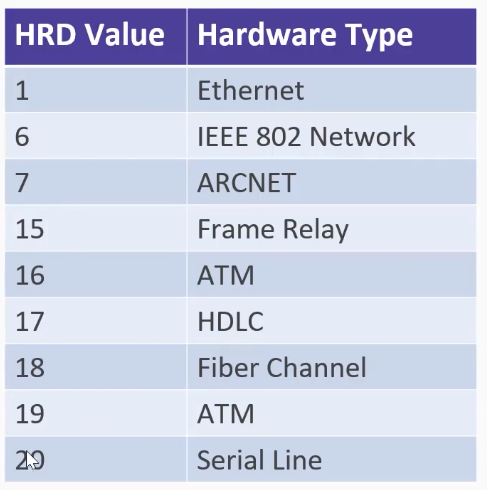 HRD Value Hardware Type
1 Ethernet
6 IEEE 802 Network
7 ARCNET
15 Frame Relay
16 ATM
17 HDLC
18 Fiber Channel
19 ATM
20 Serial Line